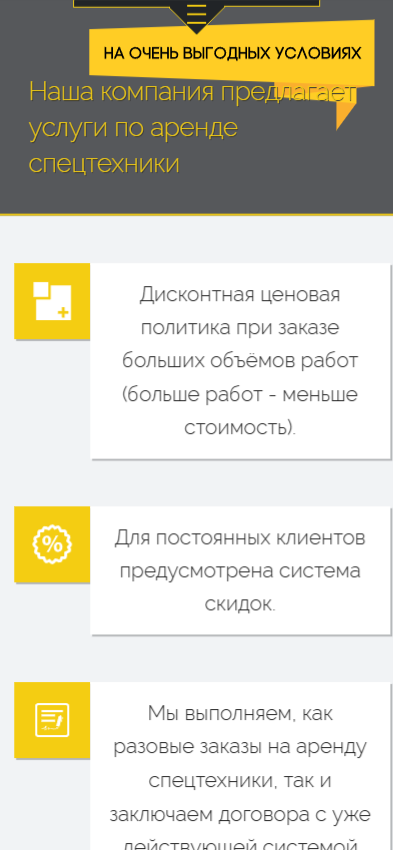 НА ОЧЕНЬ ВЫГОДНЫХ УСЛОВИЯХ
Наша компания предлагает
услуги по аренде
спецтехники
Дисконтная ценовая
политика при заказе
больших объёмов работ
(больше работ - меньше
стоимость).
%
Для постоянных клиентов
предусмотрена система
скидок.
Мы выполняем, как
разовые заказы на аренду
спецтехники, так и
заключаем договора с уже
действующей системой